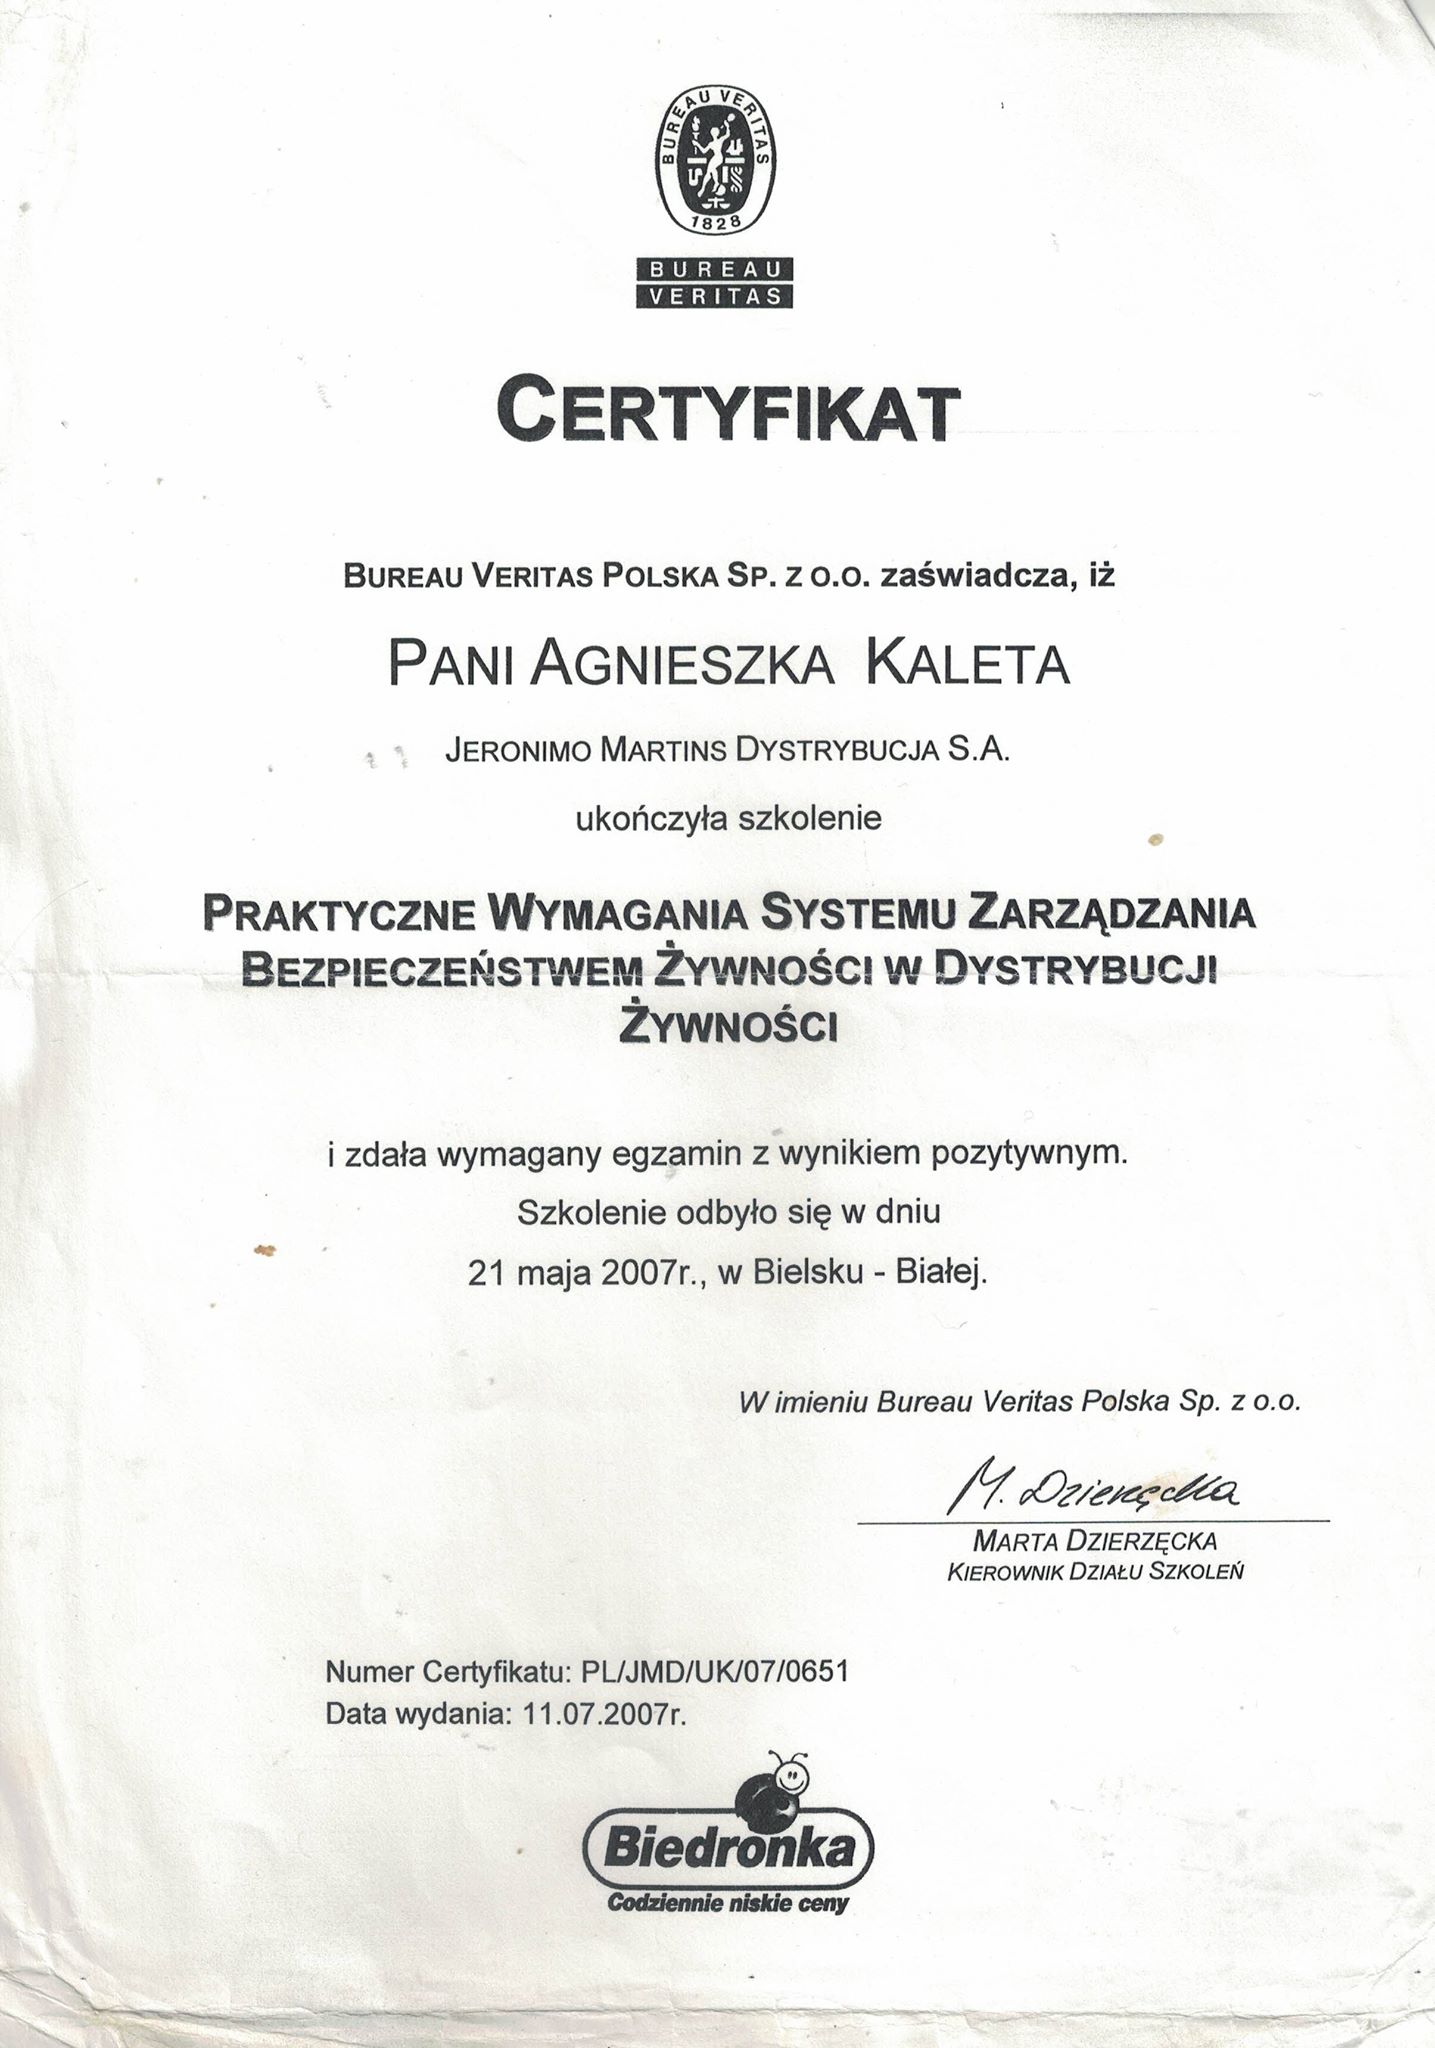 BUREAU VERITAS
1828
BUREAU
VERITAS
CERTYFIKAT
BUREAU VERITAS POLSKA SP. Z O.O. zaświadcza, iż
PANI AGNIESZKA KALETA
JERONIMO MARTINS DYSTRYBUCJA S.A.
ukończyła szkolenie
PRAKTYCZNE WYMAGANIA SYSTEMU ZARZĄDZANIA
BEZPIECZEŃSTWEM ŻYWNOŚCI W DYSTRYBUCJI
ŻYWNOŚCI
i zdała wymagany egzamin z wynikiem pozytywnym.
Szkolenie odbyło się w dniu
21 maja 2007r., w Bielsku - Białej.
W imieniu Bureau Veritas Polska Sp. z o.o.
M. Dzierzęcka
MARTA DZIERZĘCKA
KIEROWNIK DZIAŁU SZKOLEŃ
Numer Certyfikatu: PL/JMD/UK/07/0651
Data wydania: 11.07.2007r.
Biedronka
Codziennie niskie ceny